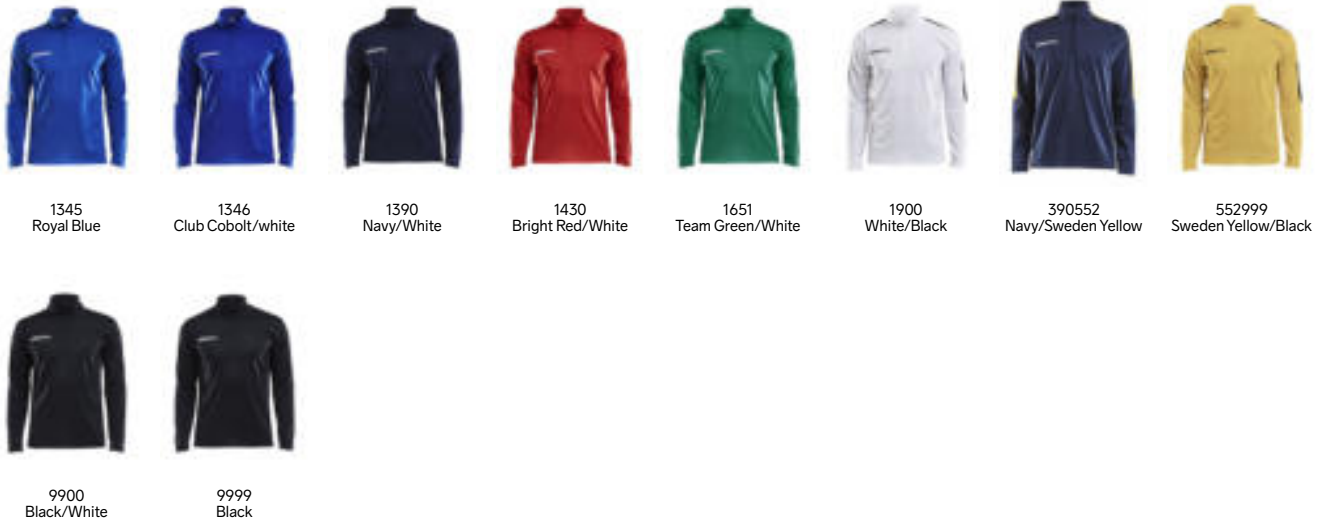 1345
Royal Blue
1346
Club Cobolt/white
1390
Navy/White
1430
Bright Red/White
1651
Team Green/White
1900
White/Black
390552
Navy/Sweden Yellow
552999
Sweden Yellow/Black
9900
Black/White
9999
Black